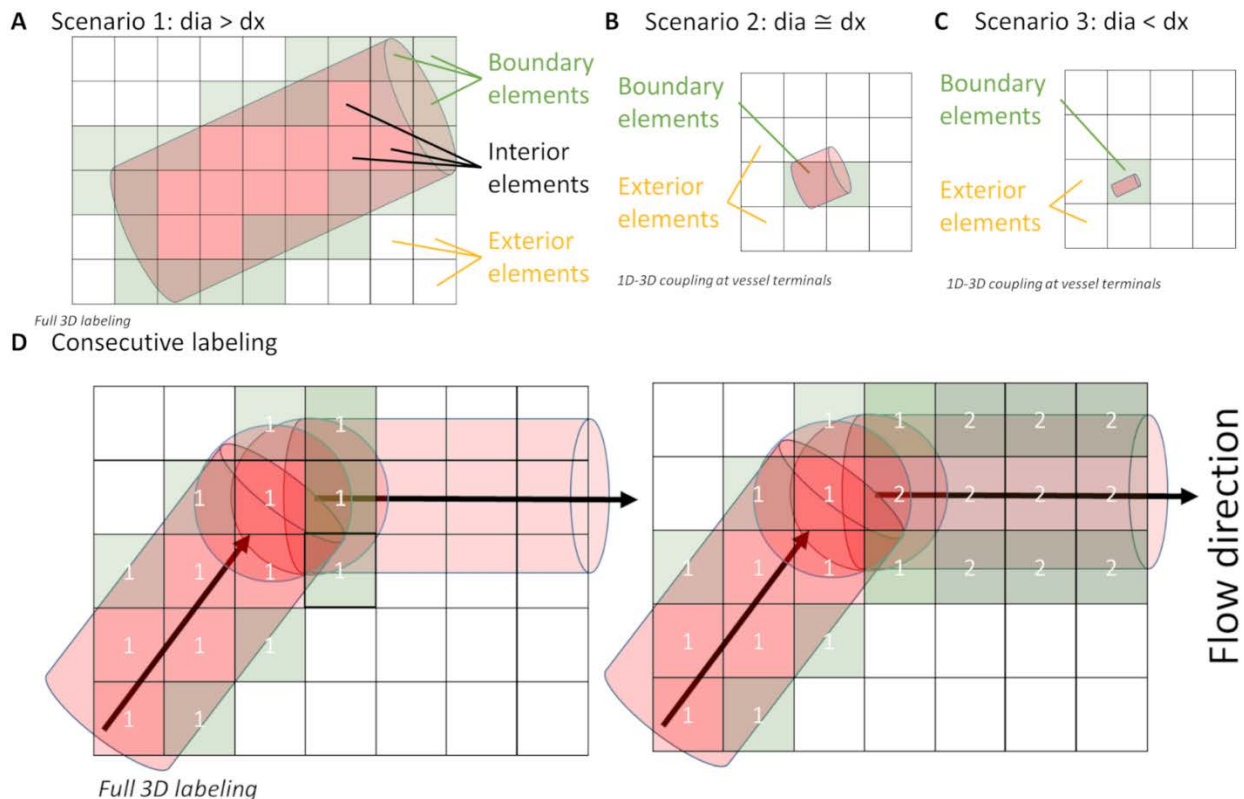 A Scenario 1: dia > dx
Boundary
elements
Interior
elements
Exterior
elements
Full 3D labeling
B Scenario 2: dia ≅ dx
Boundary
elements
Exterior
elements
1D-3D coupling at vessel terminals
C Scenario 3: dia < dx
Boundary
elements
Exterior
elements
1D-3D coupling at vessel terminals
D Consecutive labeling
1 1
1 1 1
1 1 1 1
1 1 1
1 1
Full 3D labeling
1 1 2 2 2
1 1 2 2 2 2
1 1 1 1 2 2 2
1 1 1
1 1
Flow direction